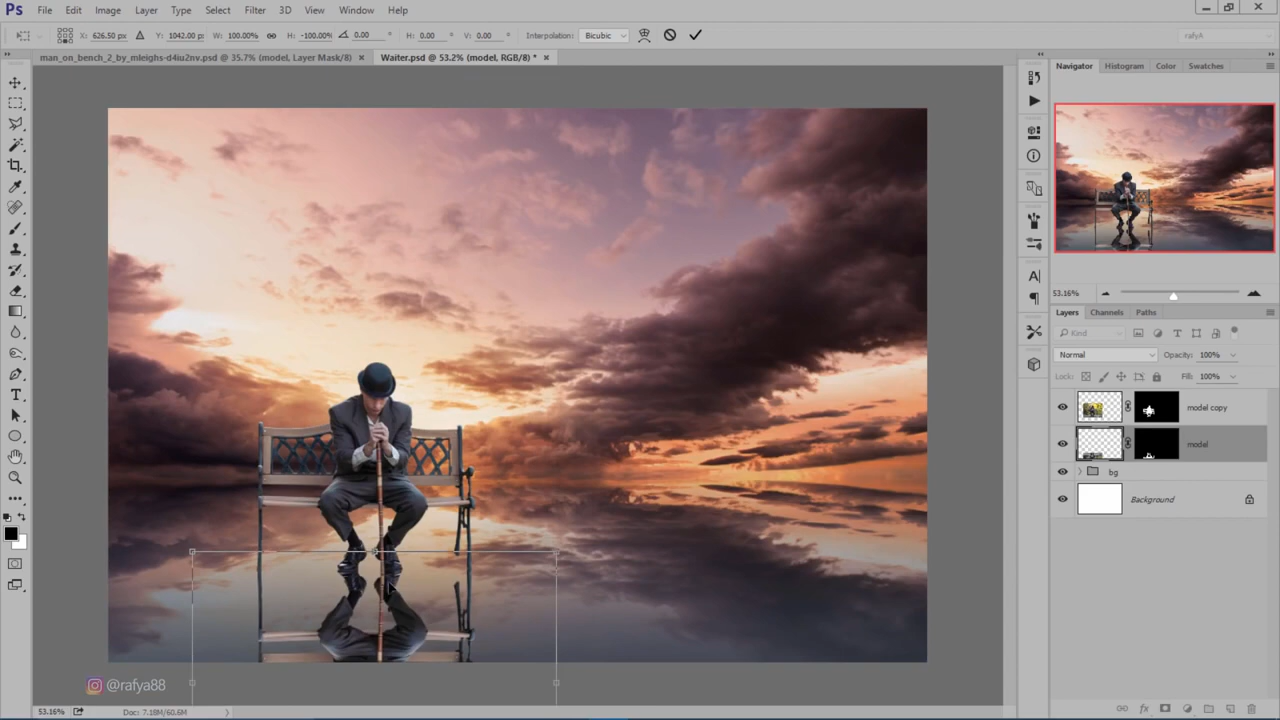 Ps File Edit Image Layer Type Select Filter 3D View Window Help
X: 626.50 px Y: 1042.00 px W: 100.00% H: -100.00% 0.00 ° H: 0.00 ° V: 0.00 ° Interpolation: Bicubic rafyA
man_on_bench_2_by_mleighs-d4iu2nv.psd @ 35.7% (model, Layer Mask/8) × Waiter.psd @ 53.2% (model, RGB/8) * ×
Navigator Histogram Color Swatches
53.16%
Layers Channels Paths
Kind
Normal Opacity: 100%
Lock: Fill: 100%
model copy
model
bg
Background
@rafya88
53.16% Doc: 7.18M/60.6M